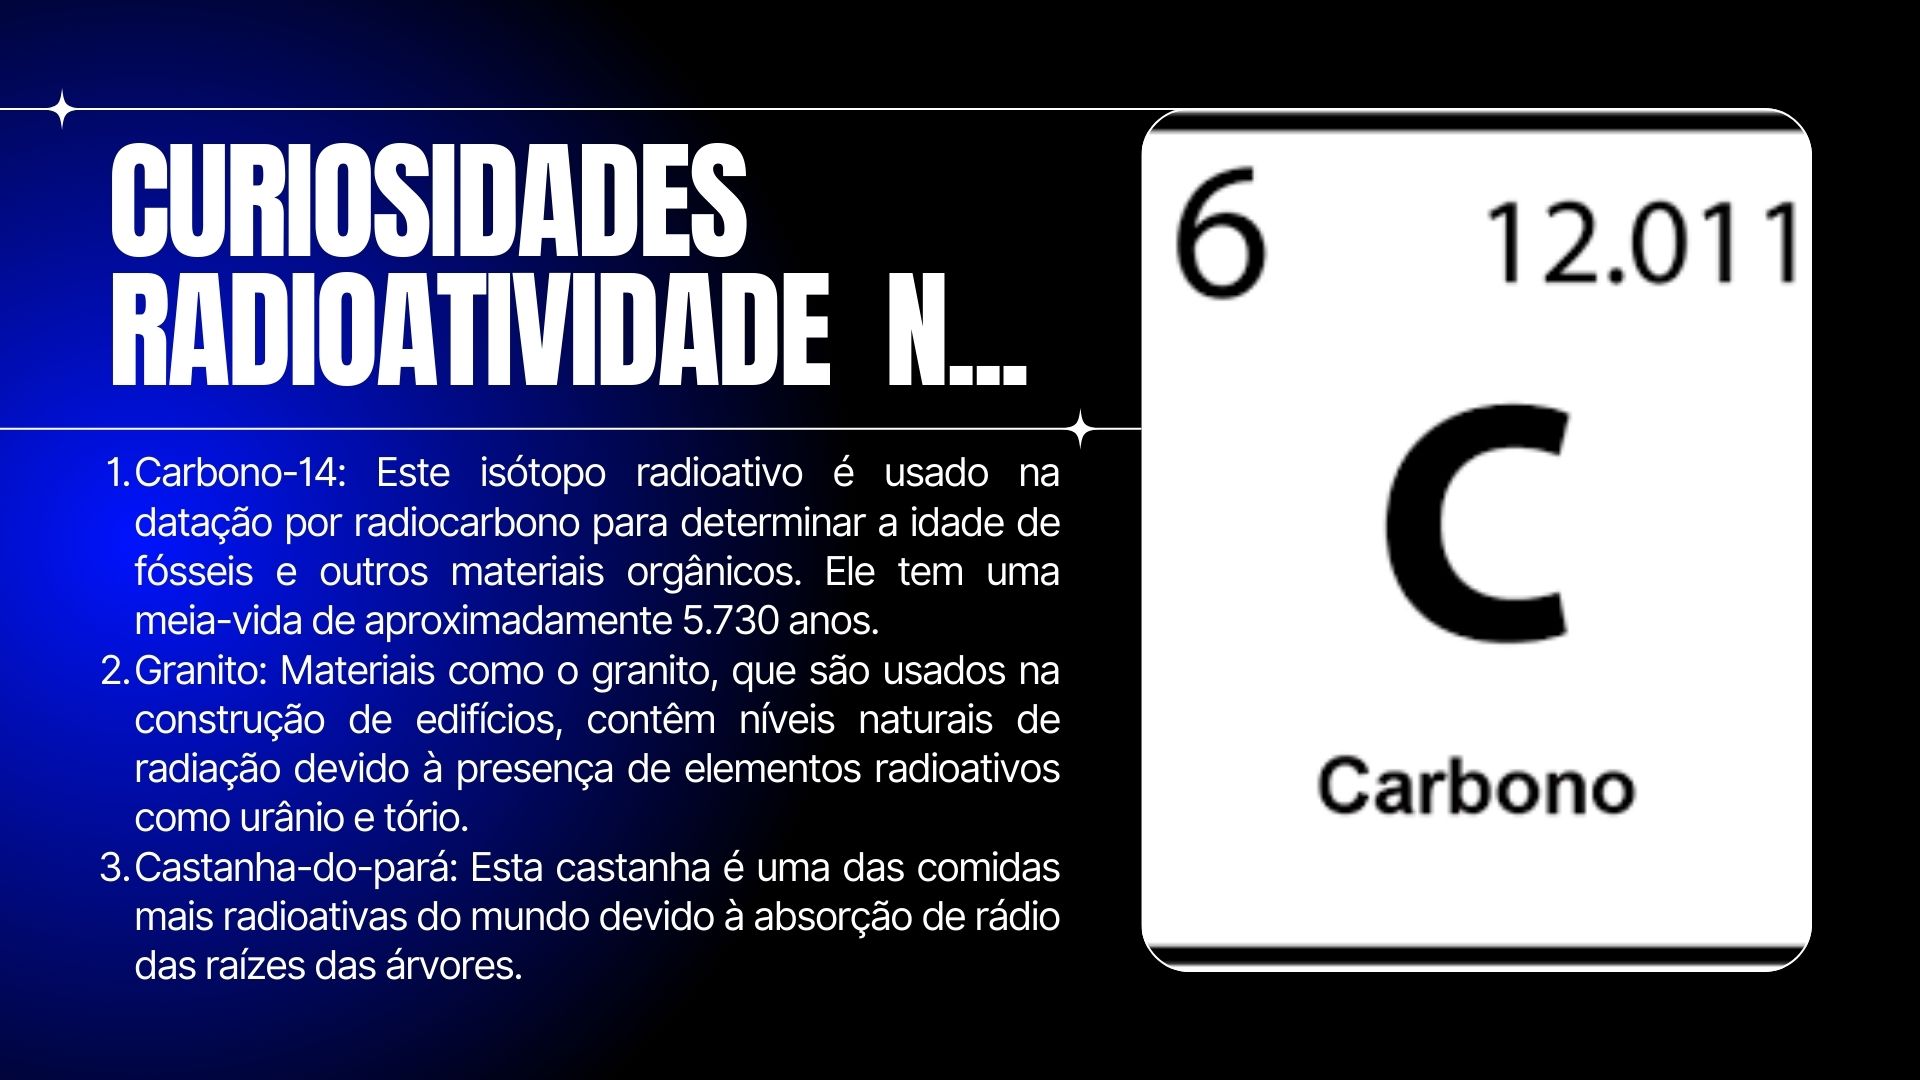 CURIOSIDADES
RADIOATIVIDADE N...
1. Carbono-14: Este isótopo radioativo é usado na
datação por radiocarbono para determinar a idade de
fósseis e outros materiais orgânicos. Ele tem uma
meia-vida de aproximadamente 5.730 anos.
2. Granito: Materiais como o granito, que são usados na
construção de edifícios, contêm níveis naturais de
radiação devido à presença de elementos radioativos
como urânio e tório.
3. Castanha-do-pará: Esta castanha é uma das comidas
mais radioativas do mundo devido à absorção de rádio
das raízes das árvores.
6 12.011
C
Carbono